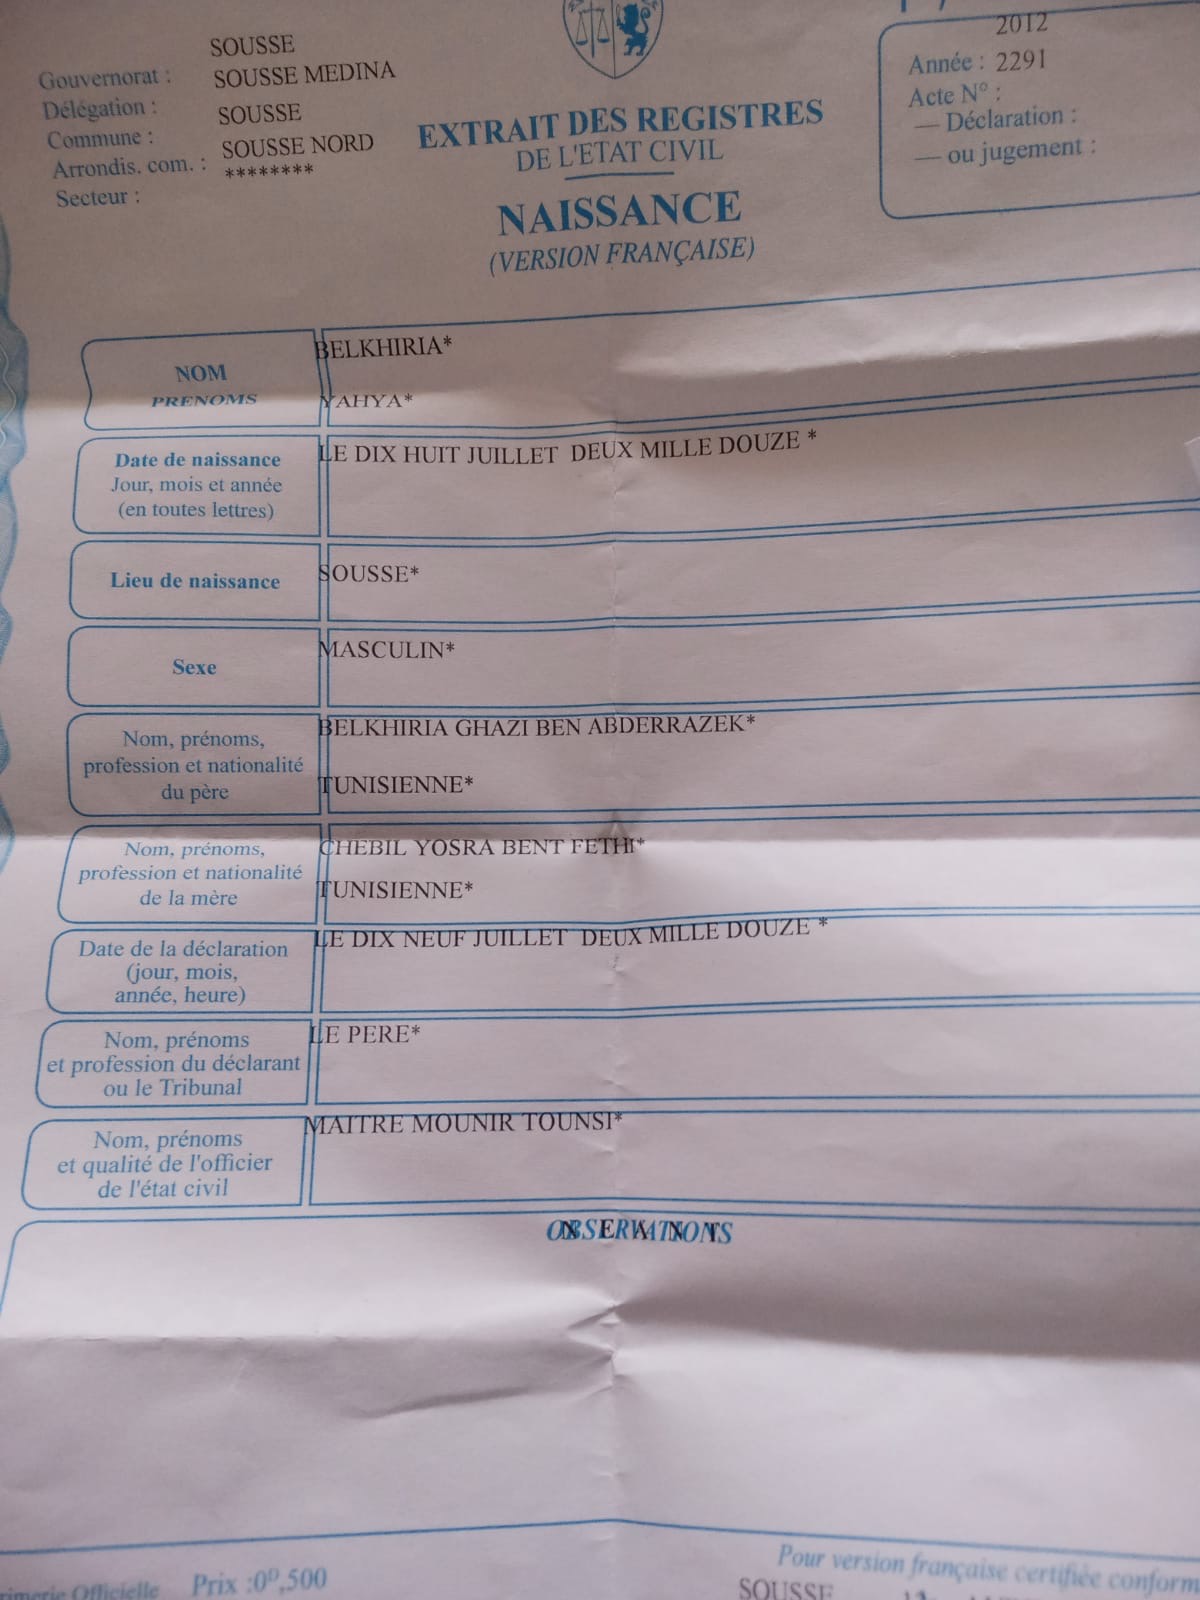 SOUSSE
Gouvernorat : SOUSSE MEDINA
Délégation : SOUSSE
Commune : SOUSSE NORD
Arrondis. com. : ********
Secteur :
EXTRAIT DES REGISTRES
DE L'ETAT CIVIL
NAISSANCE
(VERSION FRANÇAISE)
2012
Année : 2291
Acte N° :
— Déclaration :
— ou jugement :
NOM
PRENOMS
BELKHIRIA*
YAHYA*
Date de naissance
Jour, mois et année
(en toutes lettres)
LE DIX HUIT JUILLET DEUX MILLE DOUZE *
Lieu de naissance
SOUSSE*
Sexe
MASCULIN*
Nom, prénoms,
profession et nationalité
du père
BELKHIRIA GHAZI BEN ABDERRAZEK*
TUNISIENNE*
Nom, prénoms,
profession et nationalité
de la mère
CHEBIL YOSRA BENT FETHI*
TUNISIENNE*
Date de la déclaration
(jour, mois,
année, heure)
LE DIX NEUF JUILLET DEUX MILLE DOUZE *
Nom, prénoms
et profession du déclarant
ou le Tribunal
LE PERE*
Nom, prénoms
et qualité de l'officier
de l'état civil
MAITRE MOUNIR TOUNSI*
OBSERVATIONS
Officielle Prix :0ᴰ,500
Pour version française certifiée conform
SOUSSE